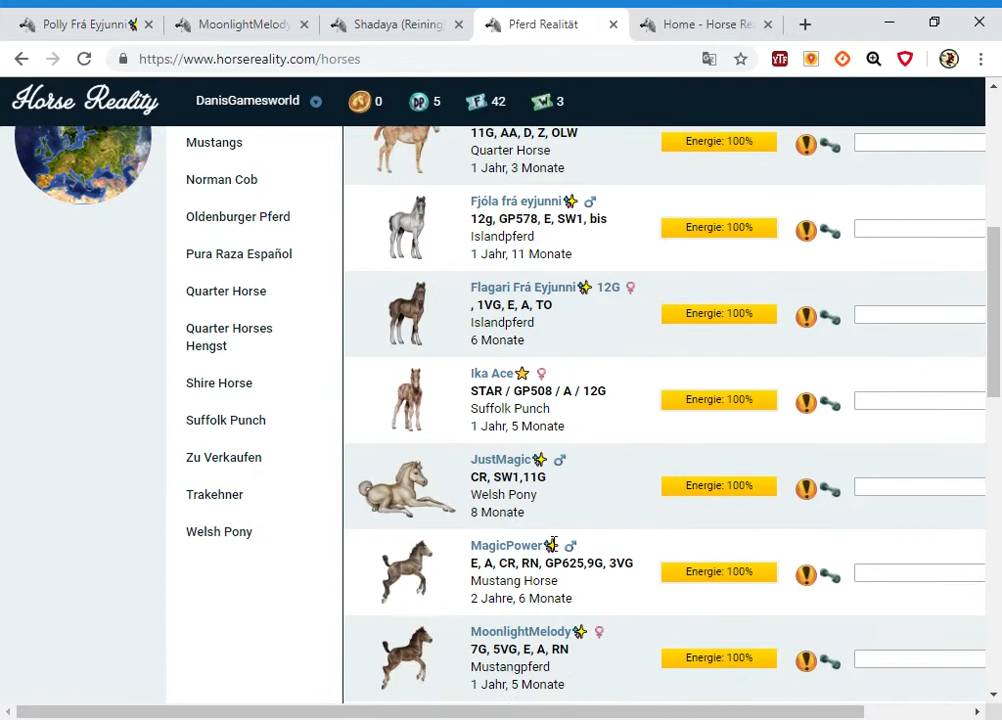 Polly Frá Eyjunni
MoonlightMelody
Shadaya (Reining
Pferd Realität
Home - Horse Re
https://www.horsereality.com/horses
YTF
Horse Reality
DanisGamesworld
0
DP 5
F 42
W 3
Mustangs
Norman Cob
Oldenburger Pferd
Pura Raza Español
Quarter Horse
Quarter Horses
Hengst
Shire Horse
Suffolk Punch
Zu Verkaufen
Trakehner
Welsh Pony
11G, AA, D, Z, OLW
Quarter Horse
1 Jahr, 3 Monate
Energie: 100%
Fjóla frá eyjunni
12g, GP578, E, SW1, bis
Islandpferd
1 Jahr, 11 Monate
Energie: 100%
Flagari Frá Eyjunni 12G
, 1VG, E, A, TO
Islandpferd
6 Monate
Energie: 100%
Ika Ace
STAR / GP508 / A / 12G
Suffolk Punch
1 Jahr, 5 Monate
Energie: 100%
JustMagic
CR, SW1,11G
Welsh Pony
8 Monate
Energie: 100%
MagicPower
E, A, CR, RN, GP625,9G, 3VG
Mustang Horse
2 Jahre, 6 Monate
Energie: 100%
MoonlightMelody
7G, 5VG, E, A, RN
Mustangpferd
1 Jahr, 5 Monate
Energie: 100%